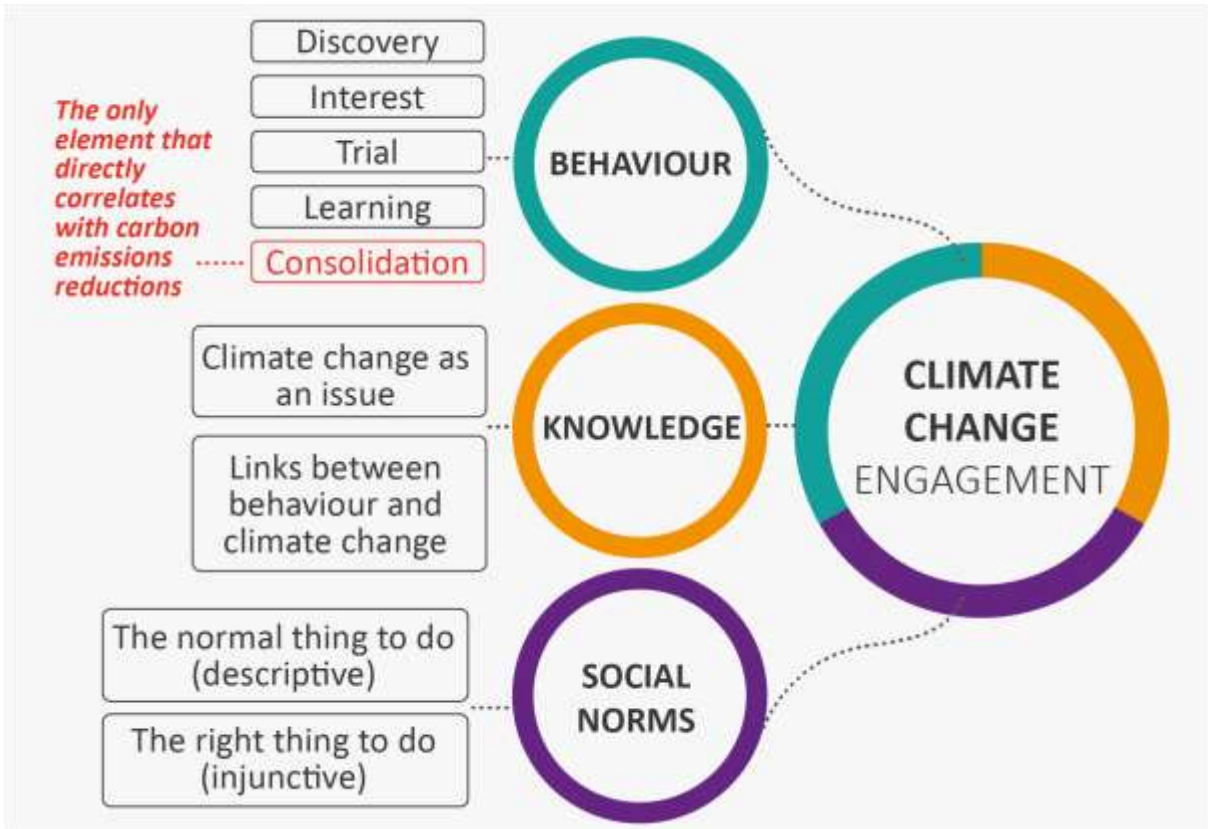 Discovery
Interest
Trial
Learning
Consolidation
The only
element that
directly
correlates
with carbon
emissions
reductions
BEHAVIOUR
Climate change as
an issue
Links between
behaviour and
climate change
KNOWLEDGE
The normal thing to do
(descriptive)
The right thing to do
(injunctive)
SOCIAL
NORMS
CLIMATE
CHANGE
ENGAGEMENT